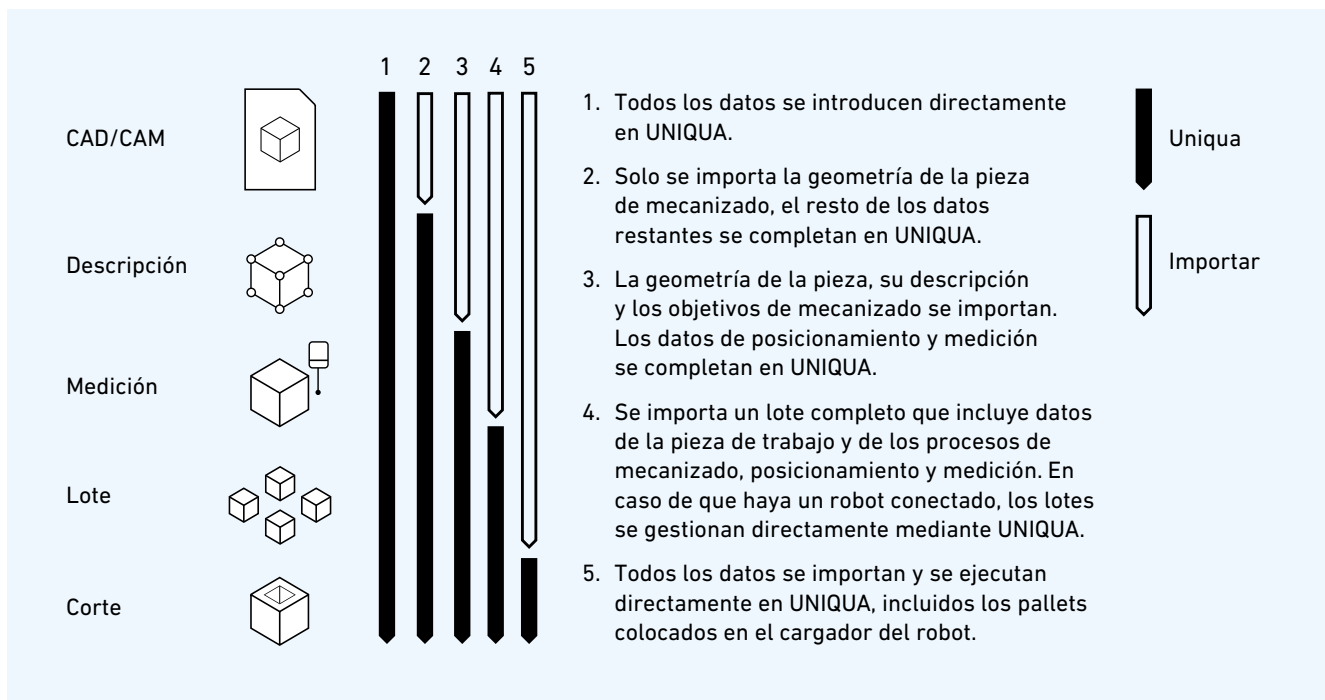 1 2 3 4 5
CAD/CAM
Descripción
Medición
Lote
Corte
1. Todos los datos se introducen directamente
en UNIQUA.
2. Solo se importa la geometría de la pieza
de mecanizado, el resto de los datos
restantes se completan en UNIQUA.
3. La geometría de la pieza, su descripción
y los objetivos de mecanizado se importan.
Los datos de posicionamiento y medición
se completan en UNIQUA.
4. Se importa un lote completo que incluye datos
de la pieza de trabajo y de los procesos de
mecanizado, posicionamiento y medición. En
caso de que haya un robot conectado, los lotes
se gestionan directamente mediante UNIQUA.
5. Todos los datos se importan y se ejecutan
directamente en UNIQUA, incluidos los pallets
colocados en el cargador del robot.
Uniqua
Importar